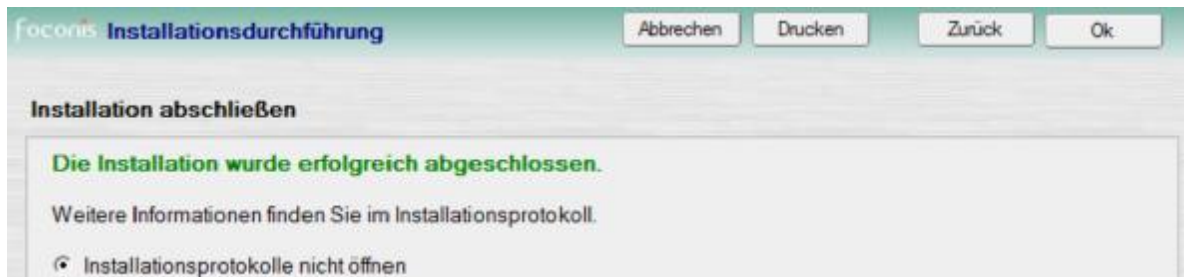 foconis Installationsdurchführung Abbrechen Drucken Zurück Ok
Installation abschließen
Die Installation wurde erfolgreich abgeschlossen.
Weitere Informationen finden Sie im Installationsprotokoll.
Installationsprotokolle nicht öffnen